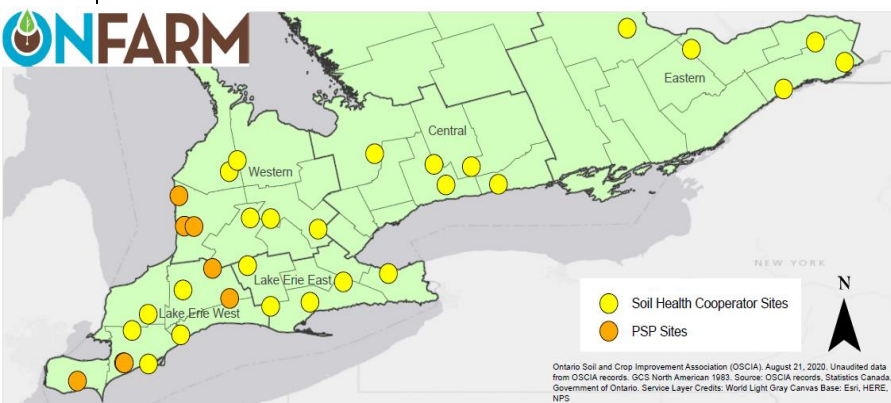 ONFARM
Eastern
Central
Western
NEW YORK
Lake Erie East
Lake Erie West
N
Soil Health Cooperator Sites
PSP Sites
Ontario Soil and Crop Improvement Association (OSCIA). August 21, 2020. Unaudited data
from OSCIA records. GCS North American 1983. Source: OSCIA records, Statistics Canada,
Government of Ontario. Service Layer Credits: World Light Gray Canvas Base: Esri, HERE,
NPS